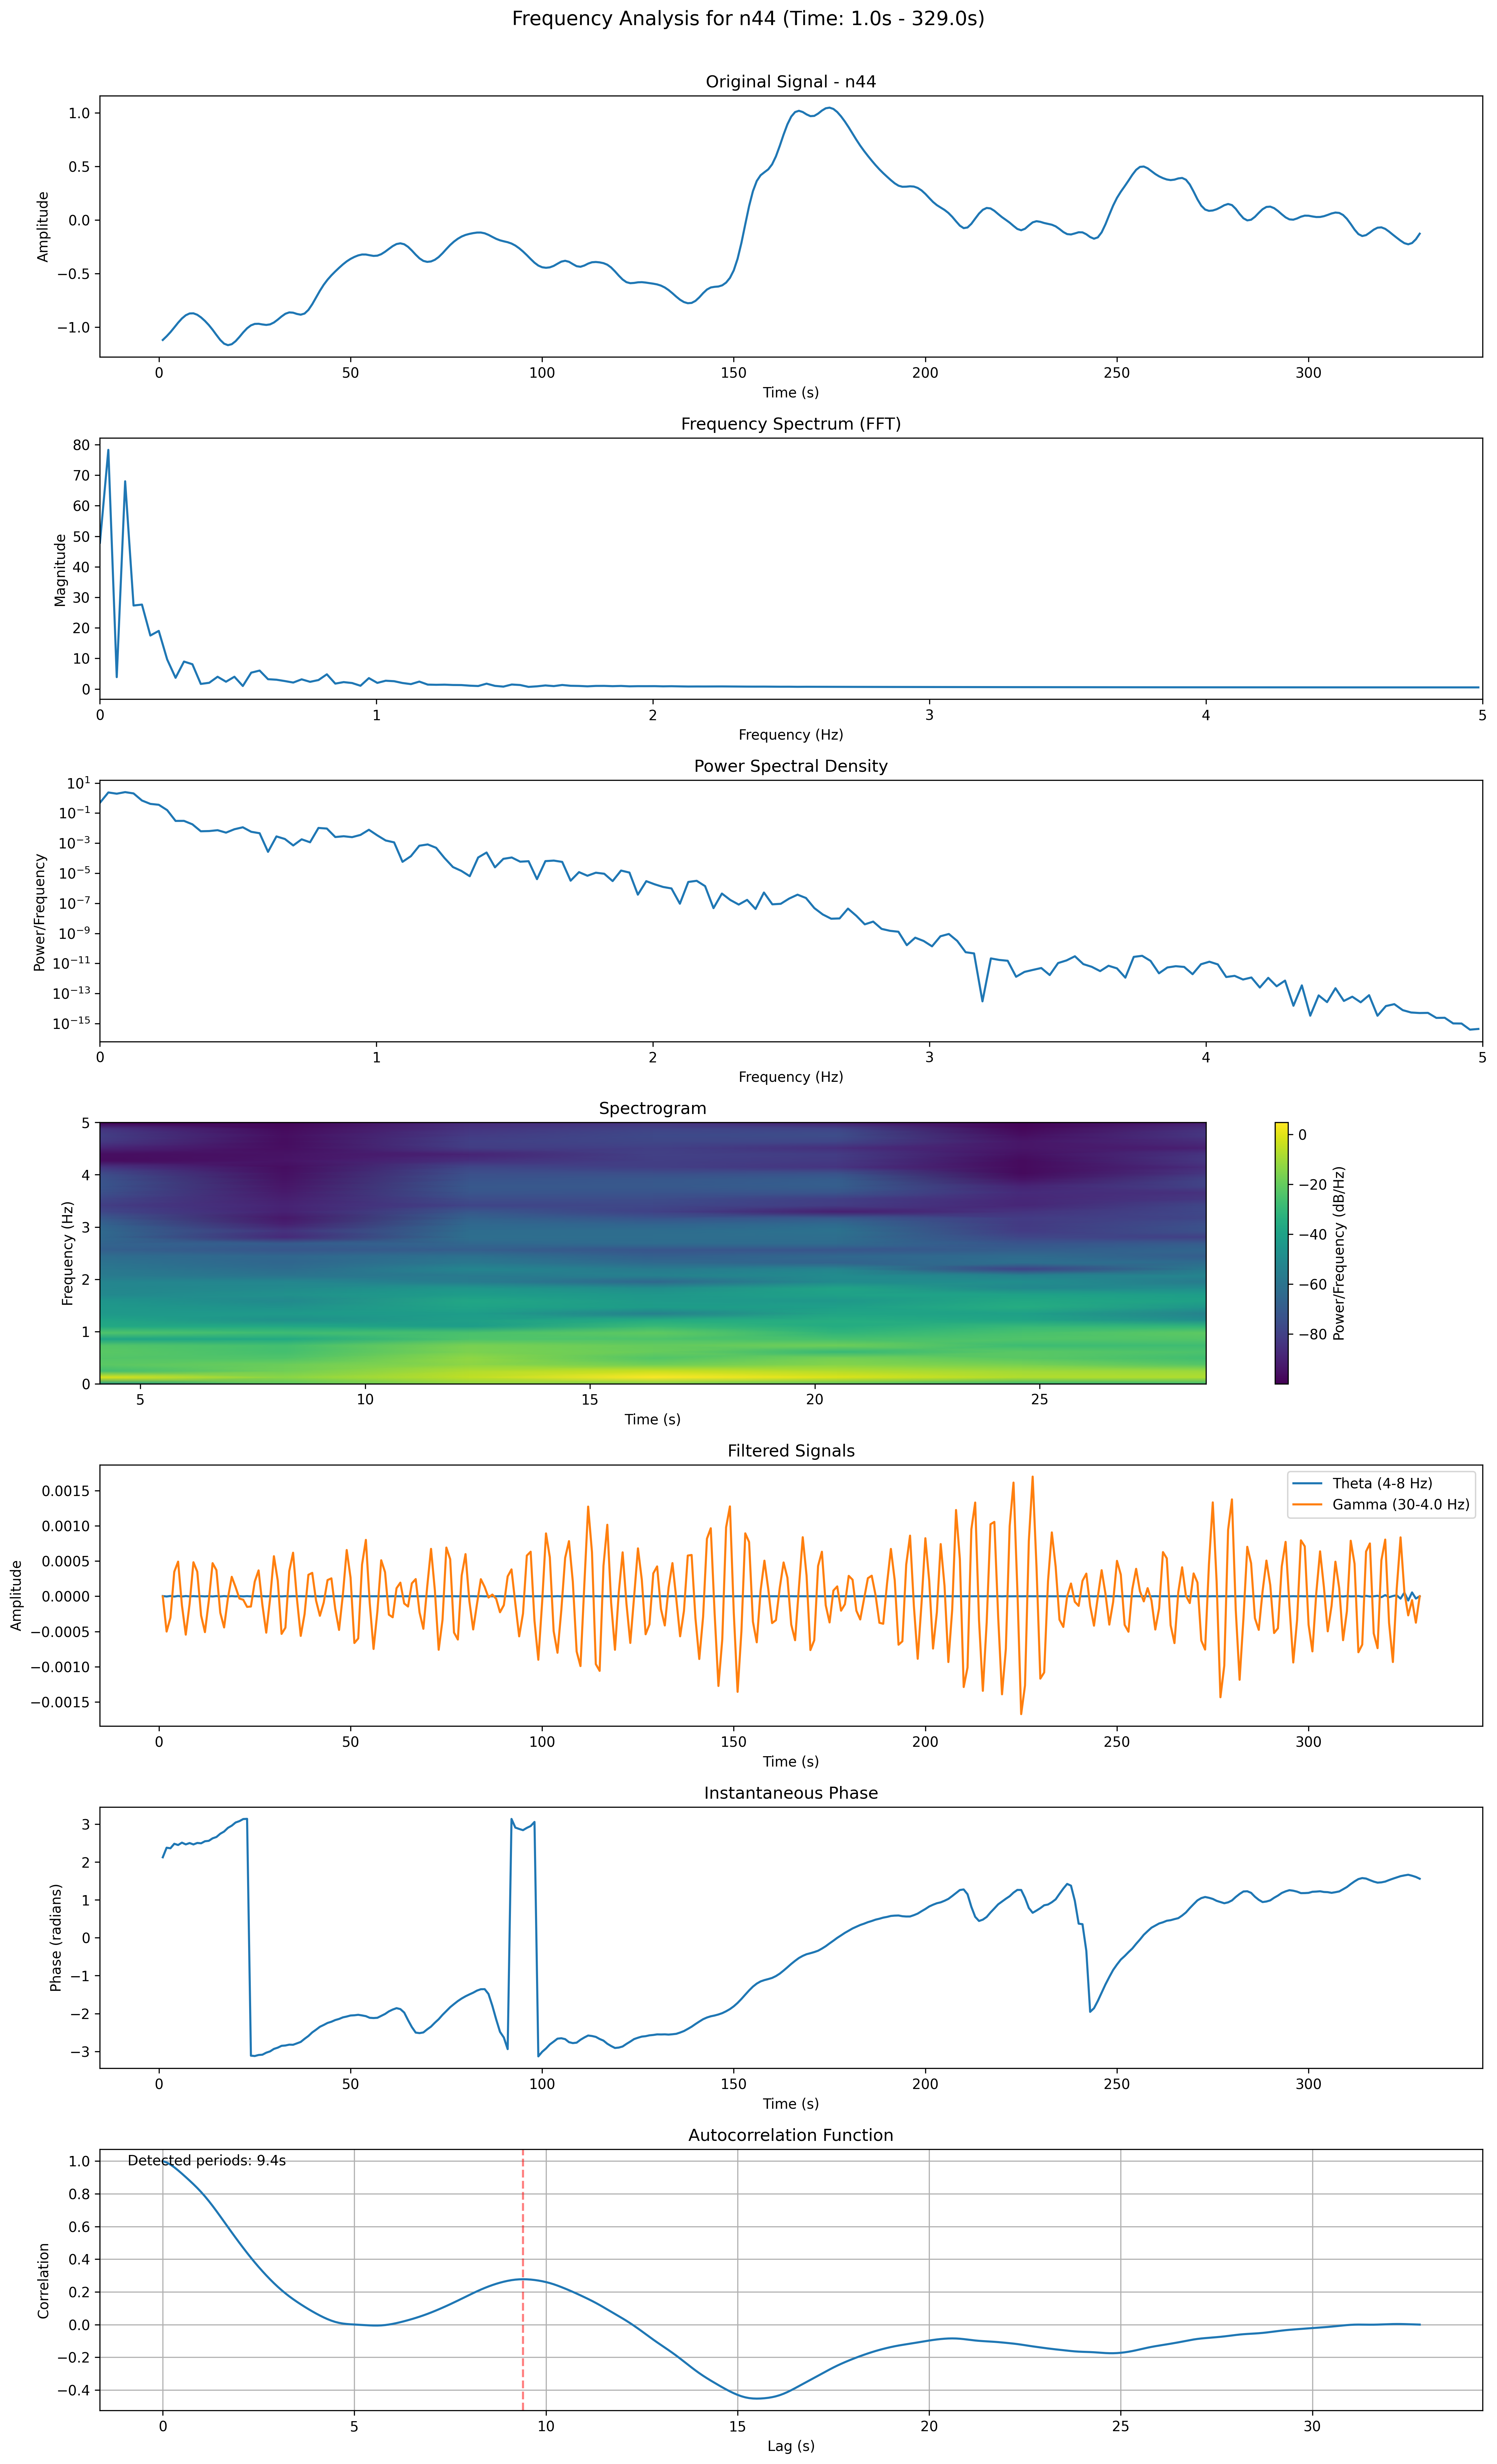 Frequency Analysis for n44 (Time: 1.0s - 329.0s)
Original Signal - n44
Amplitude
1.0
0.5
0.0
−0.5
−1.0
0 50 100 150 200 250 300
Time (s)
Frequency Spectrum (FFT)
Magnitude
80
70
60
50
40
30
20
10
0
0 1 2 3 4 5
Frequency (Hz)
Power Spectral Density
Power/Frequency
10¹
10⁻¹
10⁻³
10⁻⁵
10⁻⁷
10⁻⁹
10⁻¹¹
10⁻¹³
10⁻¹⁵
0 1 2 3 4 5
Frequency (Hz)
Spectrogram
Frequency (Hz)
5
4
3
2
1
0
5 10 15 20 25
Time (s)
0
−20
−40
−60
−80
Power/Frequency (dB/Hz)
Filtered Signals
Amplitude
0.0015
0.0010
0.0005
0.0000
−0.0005
−0.0010
−0.0015
Theta (4-8 Hz)
Gamma (30-4.0 Hz)
0 50 100 150 200 250 300
Time (s)
Instantaneous Phase
Phase (radians)
3
2
1
0
−1
−2
−3
0 50 100 150 200 250 300
Time (s)
Autocorrelation Function
Detected periods: 9.4s
Correlation
1.0
0.8
0.6
0.4
0.2
0.0
−0.2
−0.4
0 5 10 15 20 25 30
Lag (s)